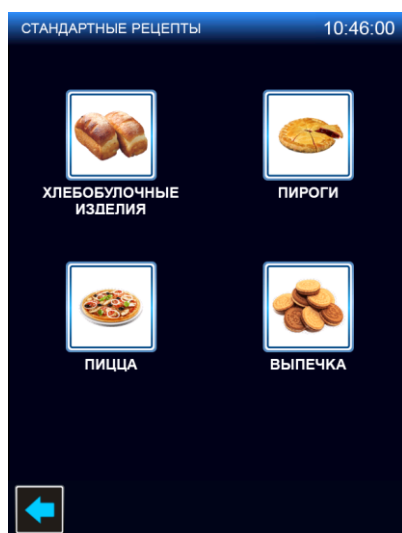 СТАНДАРТНЫЕ РЕЦЕПТЫ 10:46:00
ХЛЕБОБУЛОЧНЫЕ
ИЗДЕЛИЯ
ПИРОГИ
ПИЦЦА
ВЫПЕЧКА